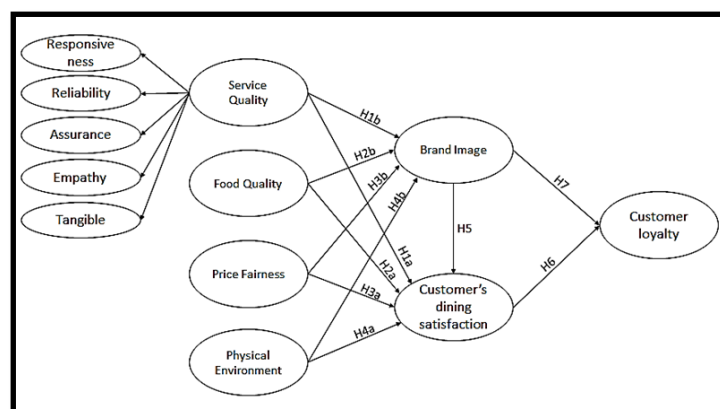 Responsive
ness
Reliability
Assurance
Empathy
Tangible
Service
Quality
Food Quality
Price Fairness
Physical
Environment
H1b
H2b
H3b
H4b
H1a
H2a
H3a
H4a
Brand Image
H5
Customer's
dining
satisfaction
H7
H6
Customer
loyalty